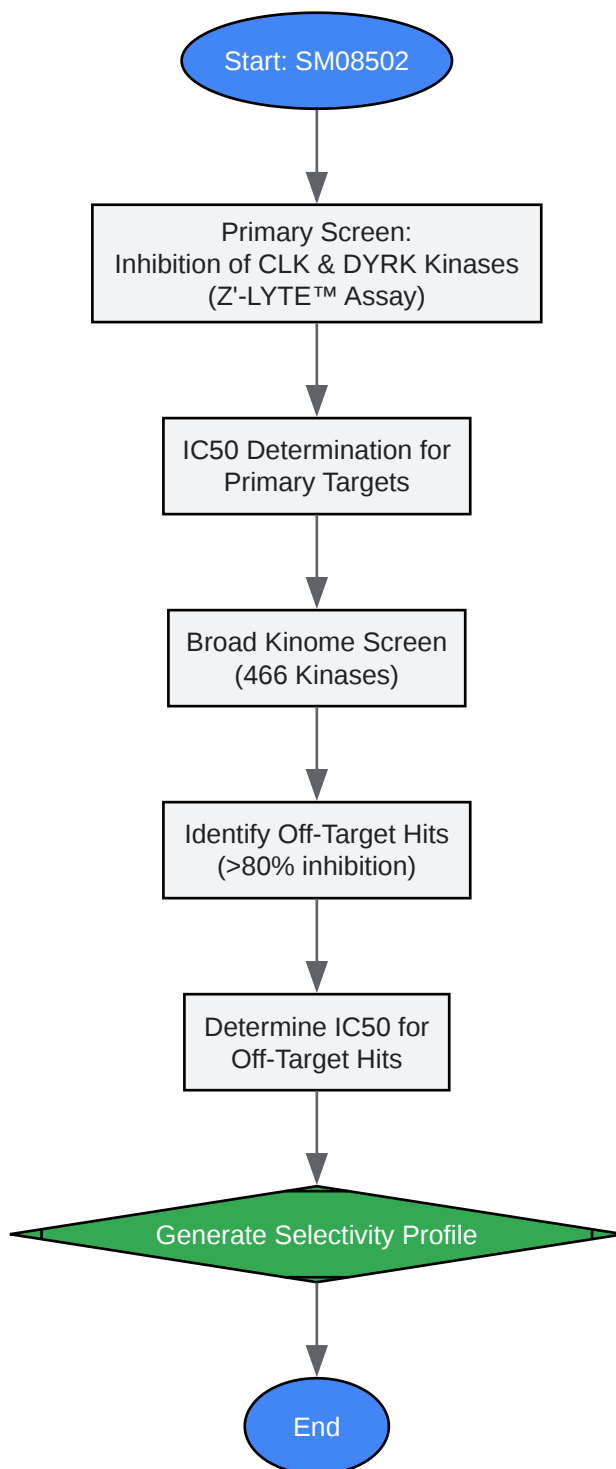 Start: SM08502
Primary Screen:
Inhibition of CLK & DYRK Kinases
(Z'-LYTE™ Assay)
IC50 Determination for
Primary Targets
Broad Kinome Screen
(466 Kinases)
Identify Off-Target Hits
(>80% inhibition)
Determine IC50 for
Off-Target Hits
Generate Selectivity Profile
End